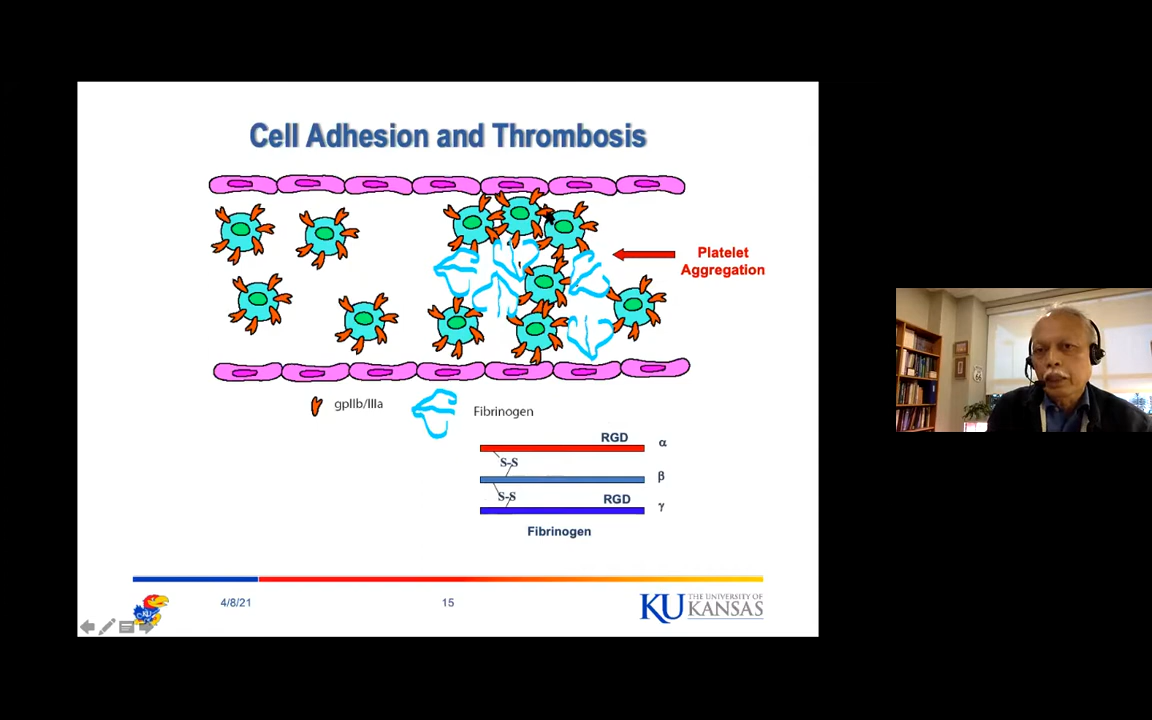 Cell Adhesion and Thrombosis
Platelet
Aggregation
gpIIb/IIIa
Fibrinogen
RGD
α
S-S
β
S-S
RGD
γ
Fibrinogen
4/8/21
15
KU THE UNIVERSITY OF
KANSAS